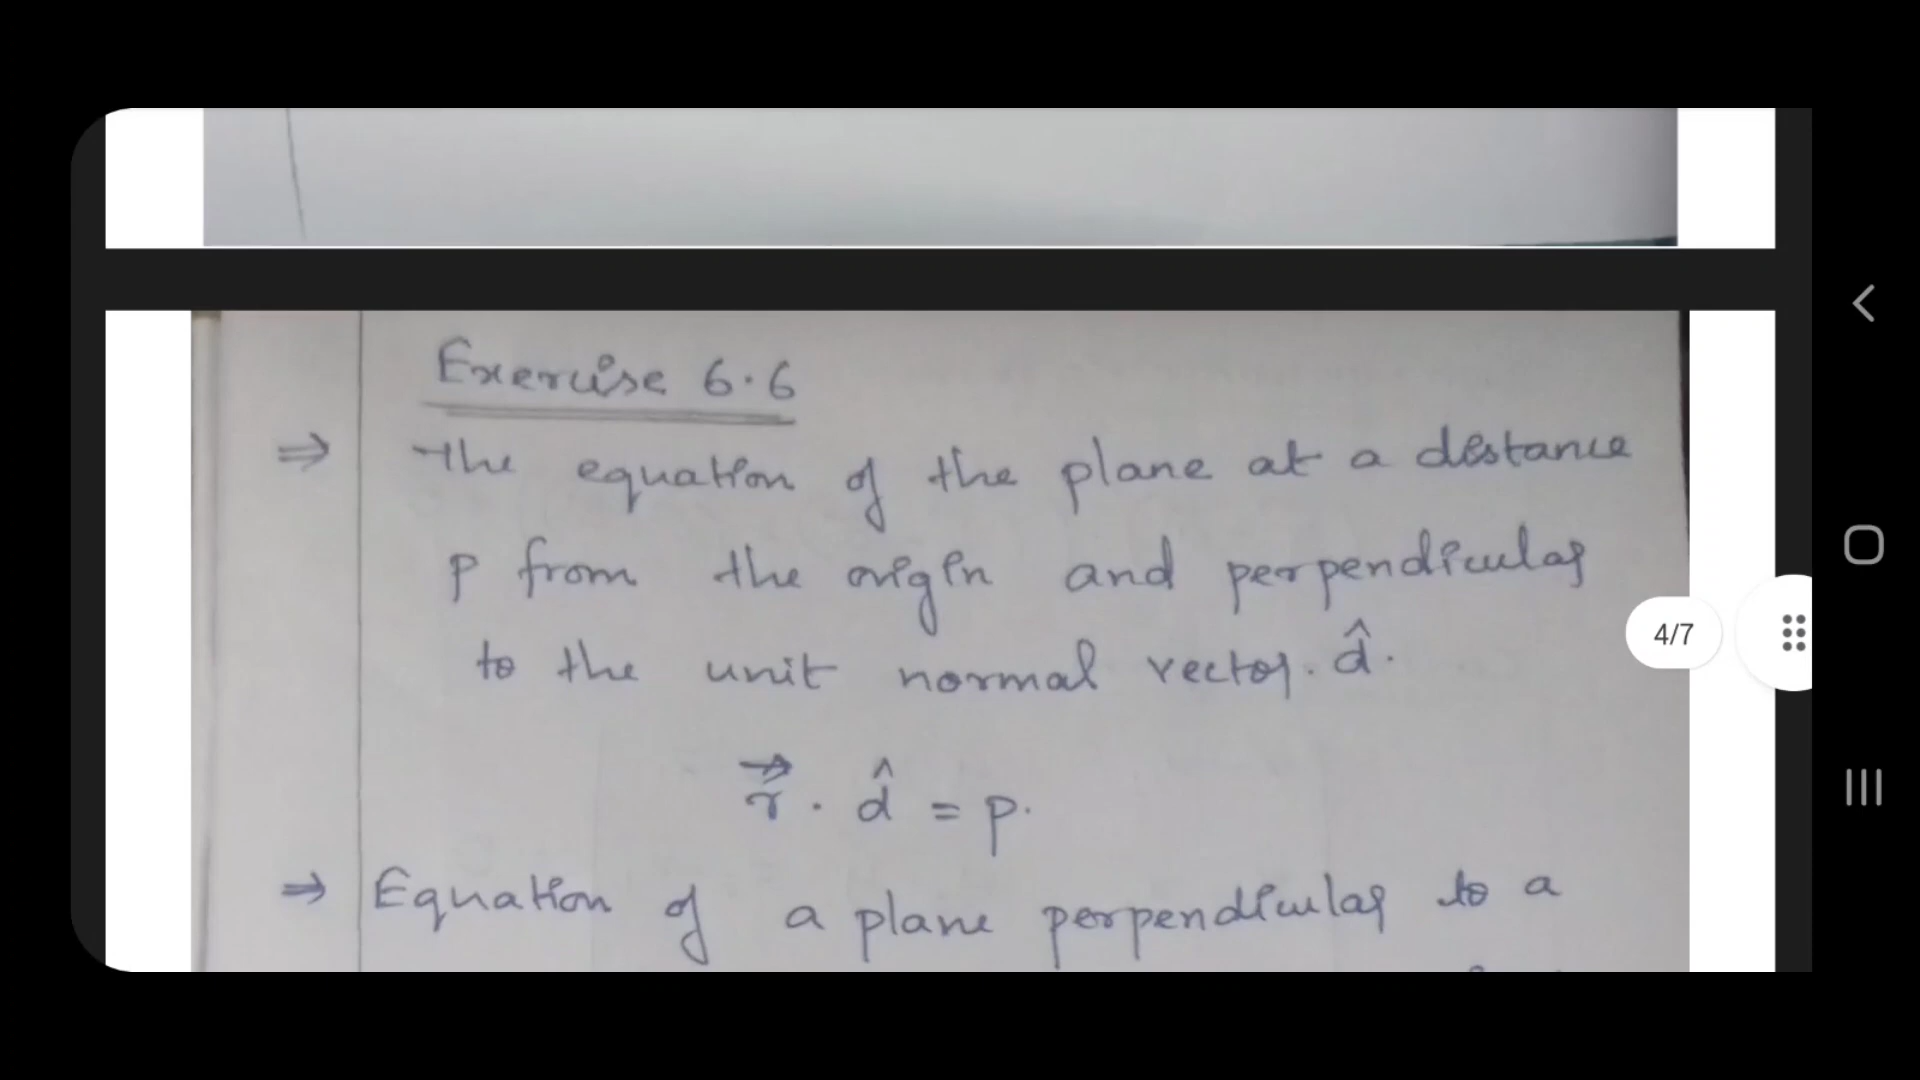 Exercise 6.6
⇒ The equation of the plane at a distance
p from the origin and perpendicular
to the unit normal vector. d̂.
r⃗ . d̂ = p.
⇒ Equation of a plane perpendicular to a
4/7